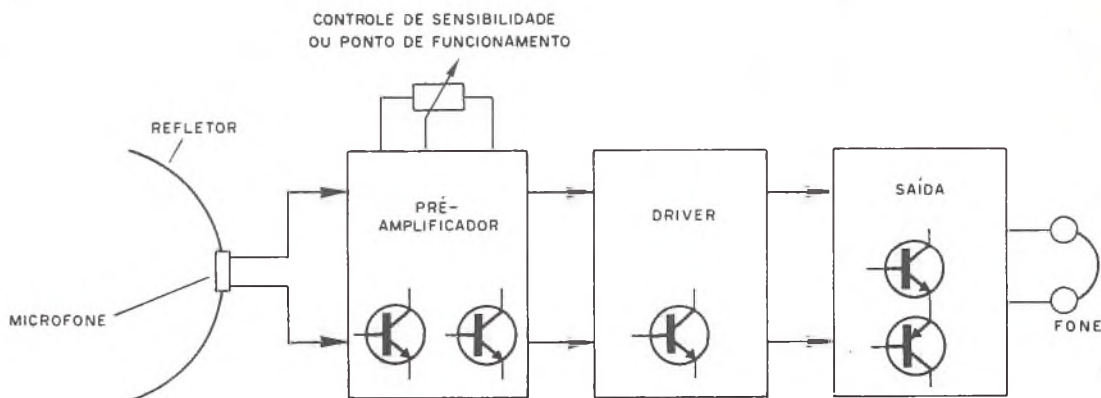 CONTROLE DE SENSIBILIDADE
OU PONTO DE FUNCIONAMENTO
REFLETOR
PRÉ-
AMPLIFICADOR
DRIVER
SAÍDA
MICROFONE
FONE